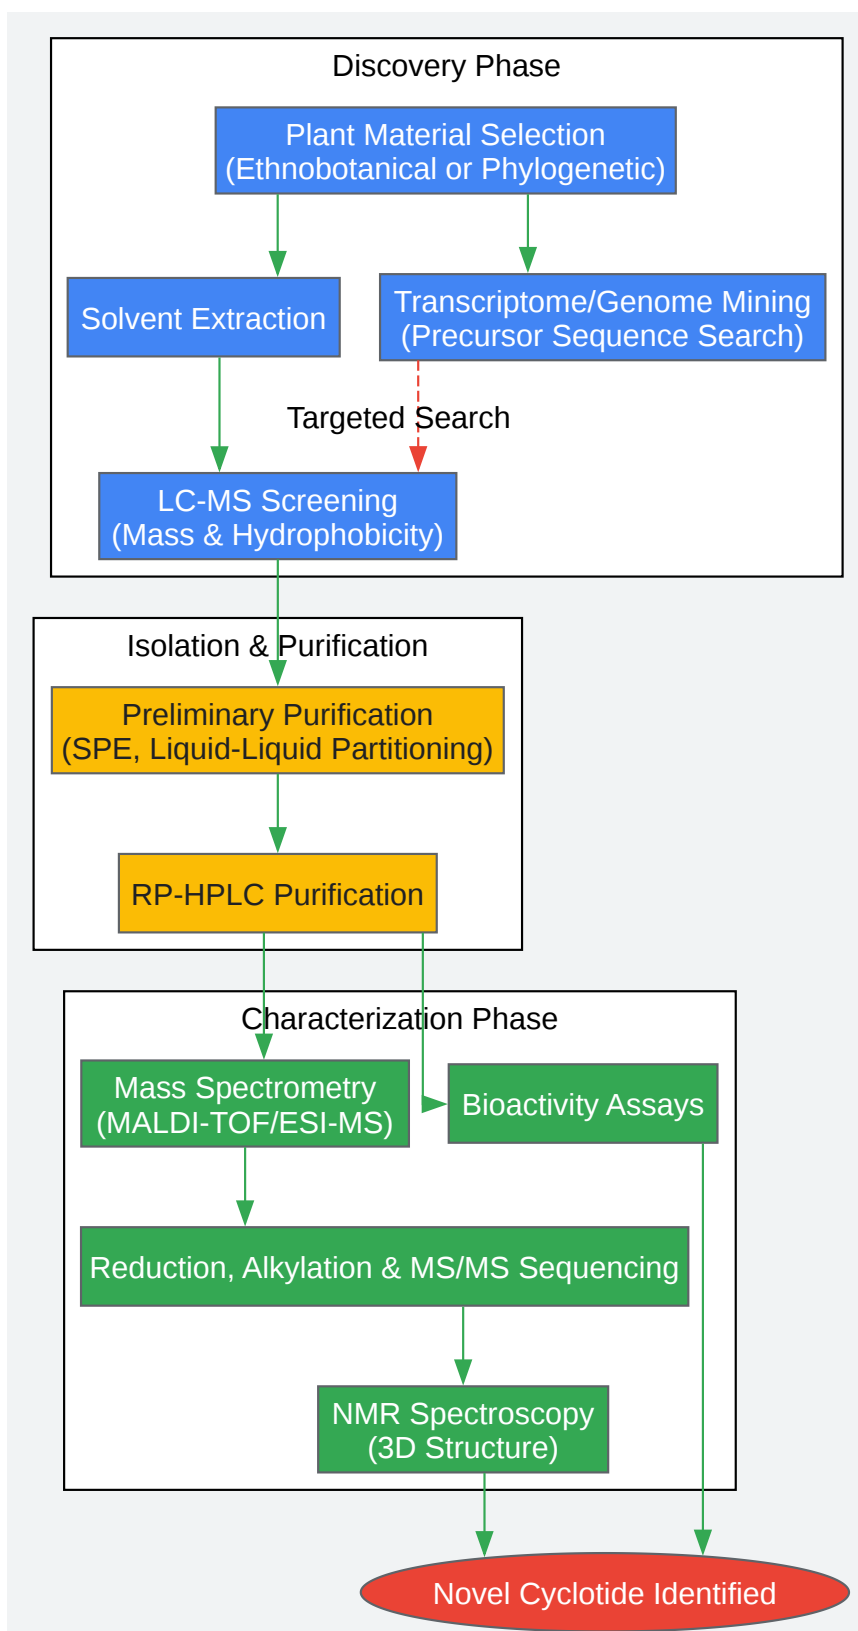 Discovery Phase
Plant Material Selection
(Ethnobotanical or Phylogenetic)
Solvent Extraction
Transcriptome/Genome Mining
(Precursor Sequence Search)
Targeted Search
LC-MS Screening
(Mass & Hydrophobicity)
Isolation & Purification
Preliminary Purification
(SPE, Liquid-Liquid Partitioning)
RP-HPLC Purification
Characterization Phase
Mass Spectrometry
(MALDI-TOF/ESI-MS)
Bioactivity Assays
Reduction, Alkylation & MS/MS Sequencing
NMR Spectroscopy
(3D Structure)
Novel Cyclotide Identified